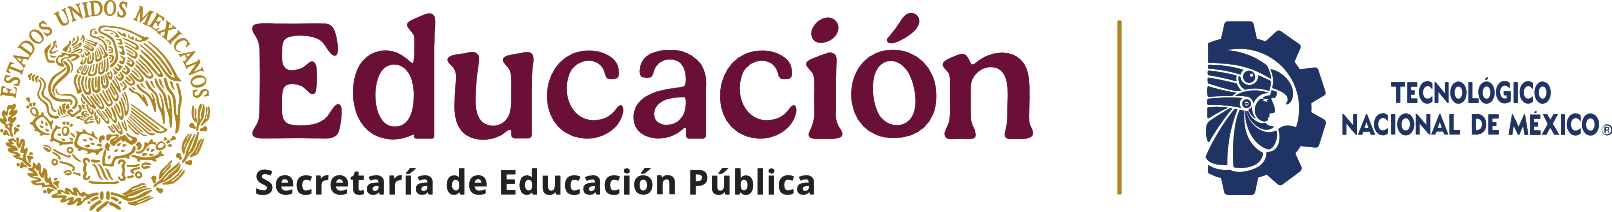 ESTADOS UNIDOS MEXICANOS
Educación
Secretaría de Educación Pública
TECNOLÓGICO
NACIONAL DE MÉXICO®